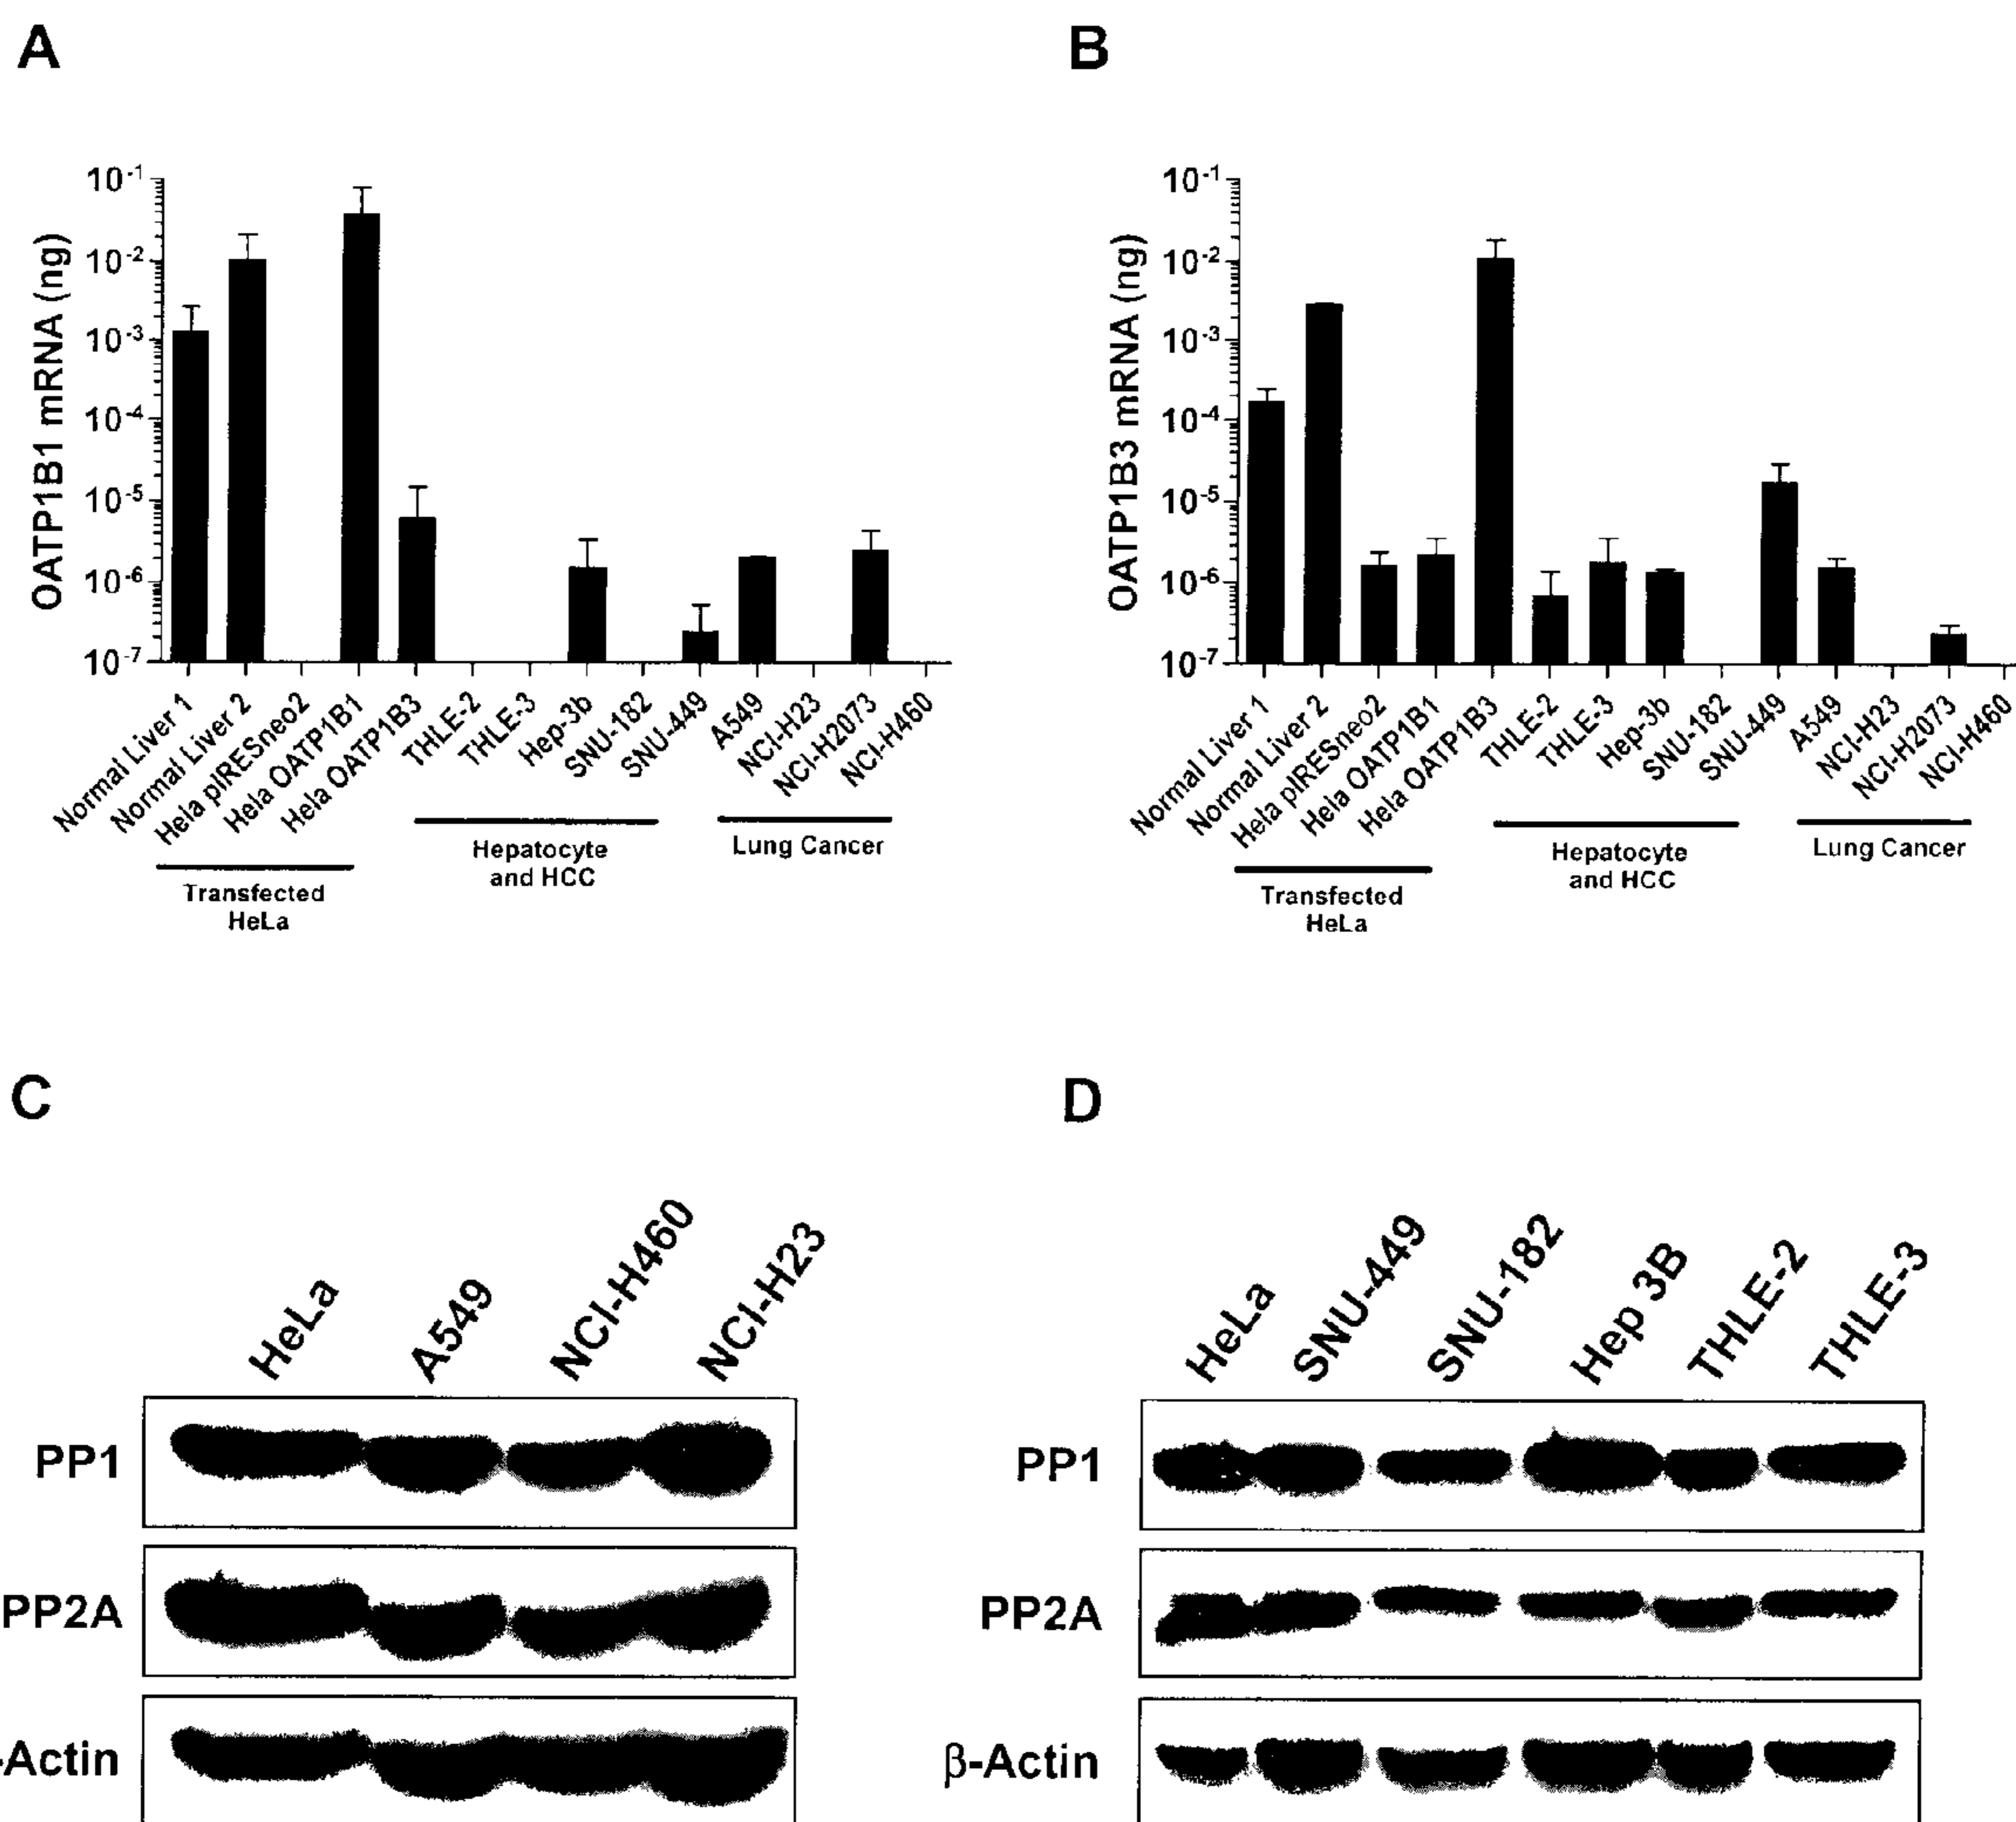 A
OATP1B1 mRNA (ng)
10-1
10-2
10-3
10-4
10-5
10-6
10-7
Normal Liver 1
Normal Liver 2
Hela pIRESneo2
Hela OATP1B1
Hela OATP1B3
THLE-2
THLE-3
Hep-3b
SNU-182
SNU-449
A549
NCI-H23
NCI-H2073
NCI-H460
Transfected
HeLa
Hepatocyte
and HCC
Lung Cancer
B
OATP1B3 mRNA (ng)
10-1
10-2
10-3
10-4
10-5
10-6
10-7
Normal Liver 1
Normal Liver 2
Hela pIRESneo2
Hela OATP1B1
Hela OATP1B3
THLE-2
THLE-3
Hep-3b
SNU-182
SNU-449
A549
NCI-H23
NCI-H2073
NCI-H460
Transfected
HeLa
Hepatocyte
and HCC
Lung Cancer
C
HeLa
A549
NCI-H460
NCI-H23
PP1
PP2A
-Actin
D
HeLa
SNU-449
SNU-182
Hep 3B
THLE-2
THLE-3
PP1
PP2A
β-Actin